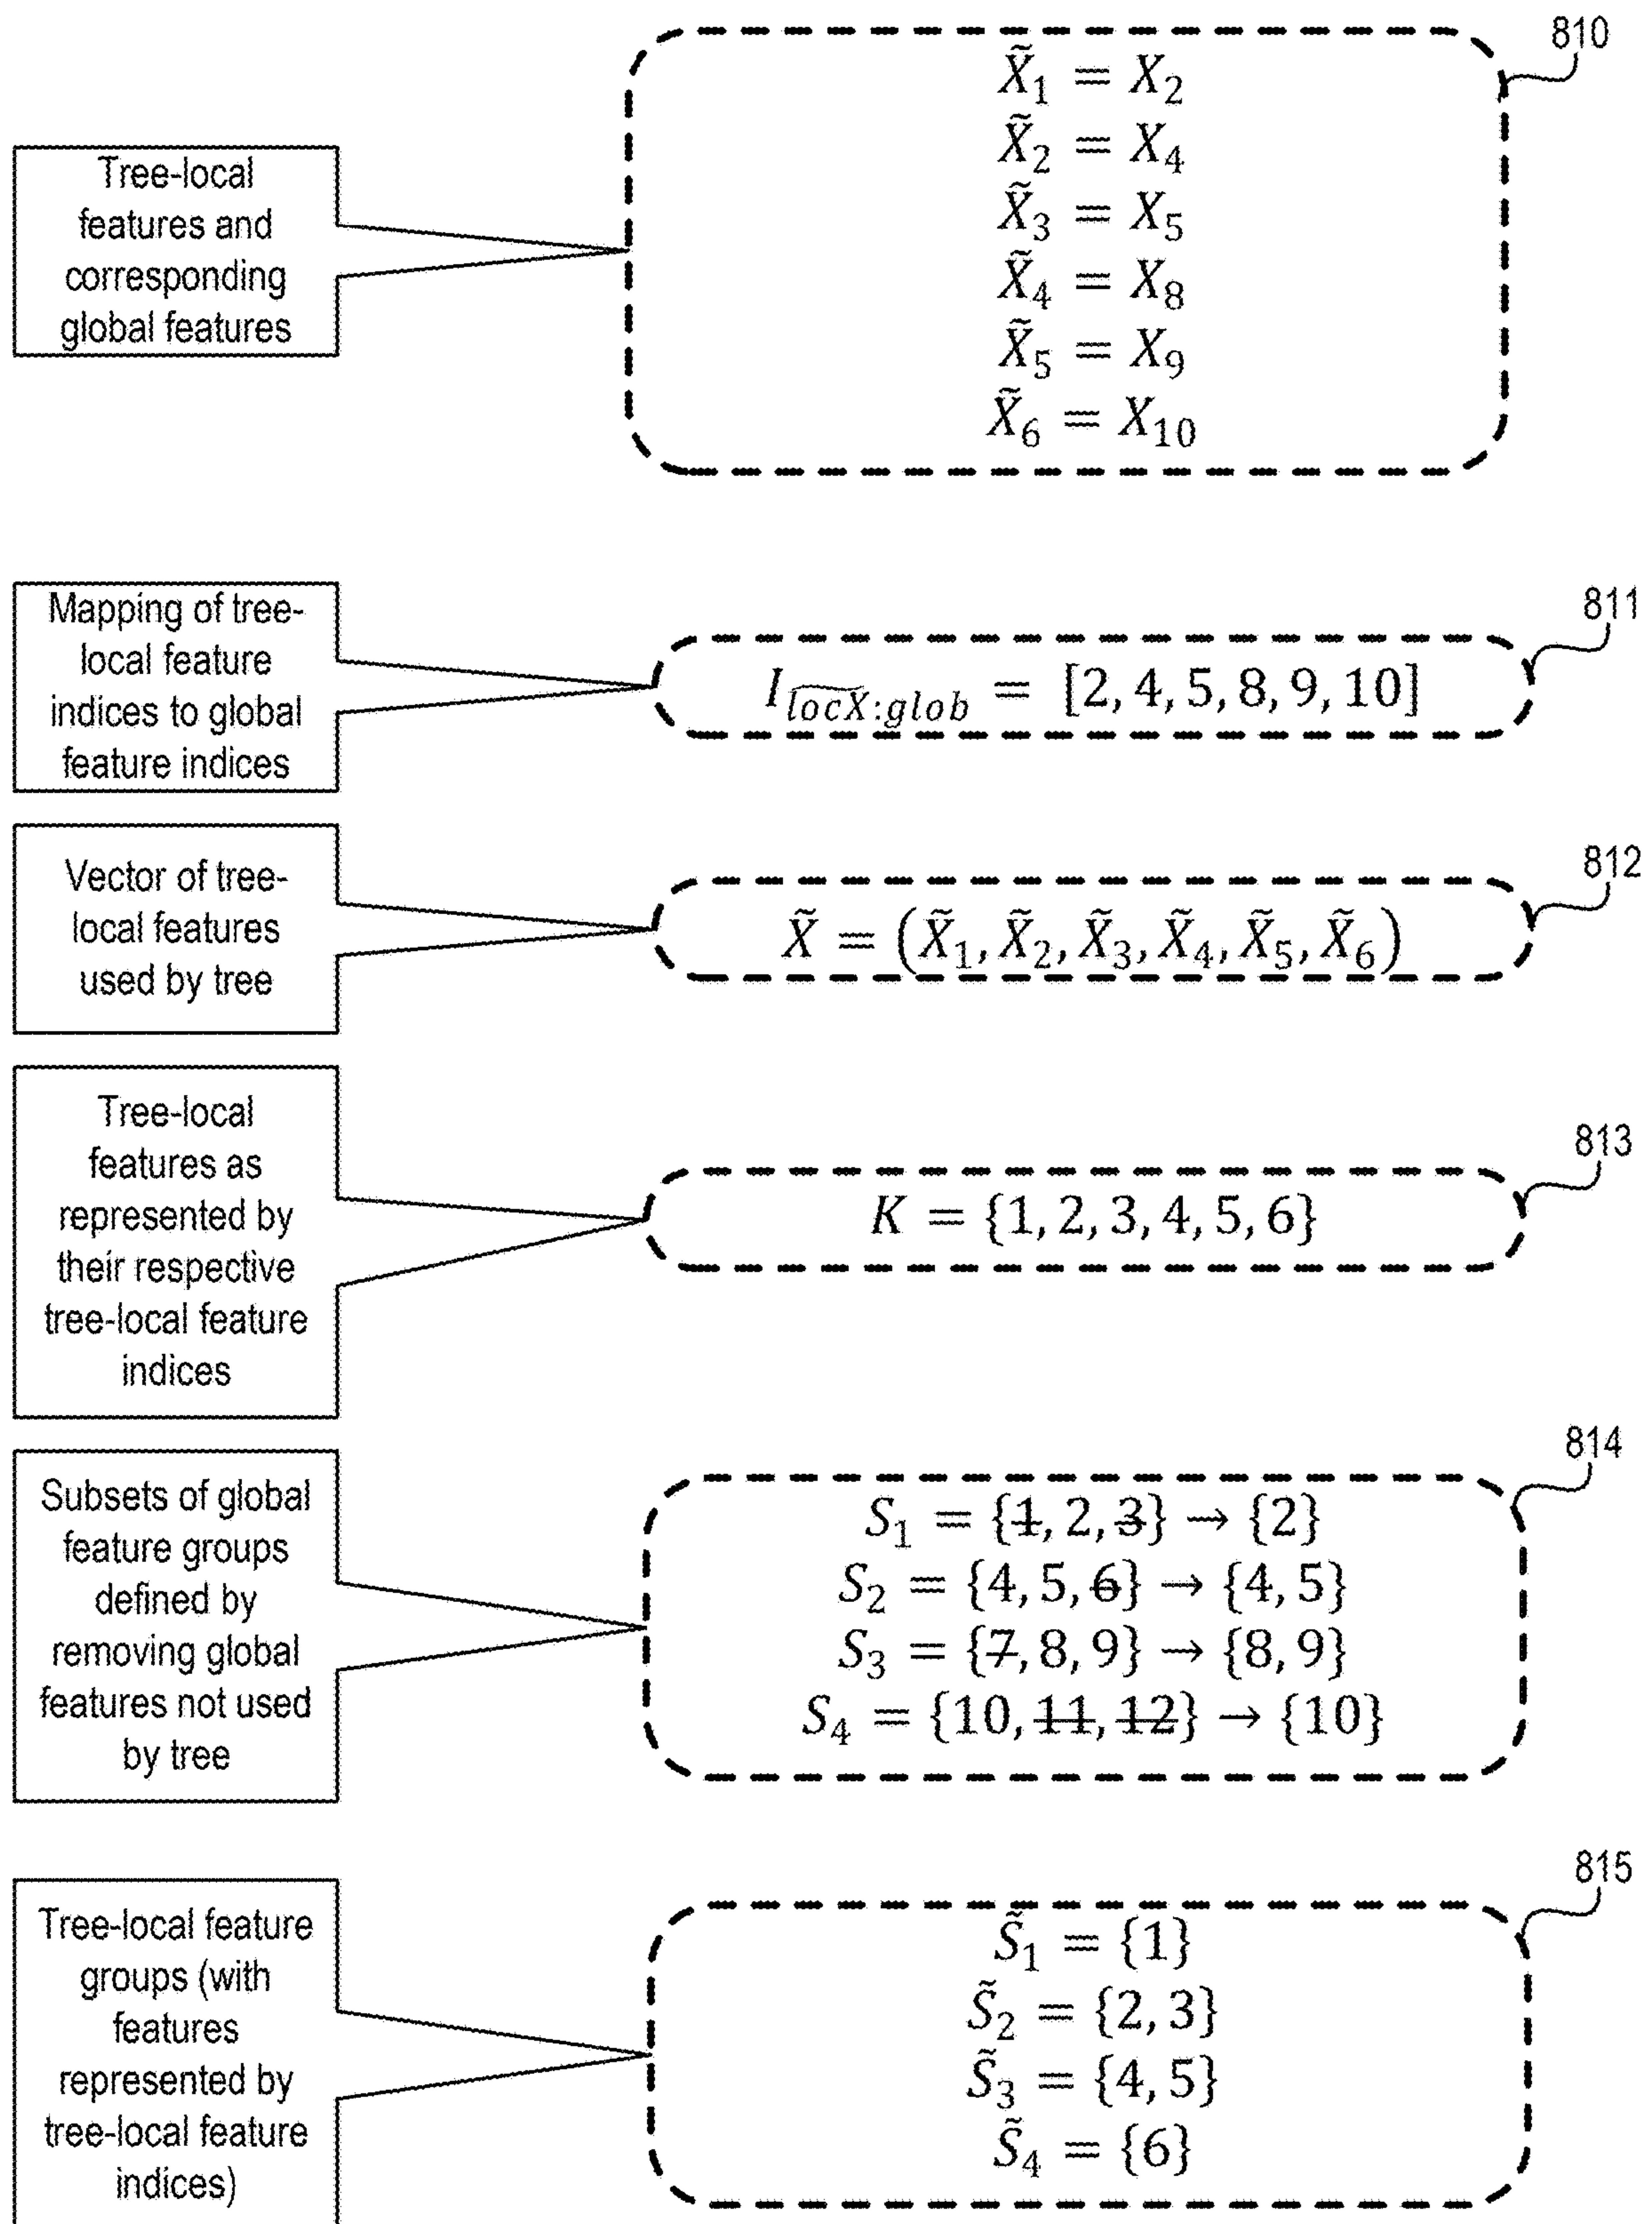 810
X̃₁ = X₂
X̃₂ = X₄
X̃₃ = X₅
X̃₄ = X₈
X̃₅ = X₉
X̃₆ = X₁₀
Tree-local
features and
corresponding
global features
Mapping of tree-
local feature
indices to global
feature indices
811
I_{\widetilde{locX}:glob} = [2, 4, 5, 8, 9, 10]
Vector of tree-
local features
used by tree
812
X̃ = (X̃₁, X̃₂, X̃₃, X̃₄, X̃₅, X̃₆)
Tree-local
features as
represented by
their respective
tree-local feature
indices
813
K = {1, 2, 3, 4, 5, 6}
Subsets of global
feature groups
defined by
removing global
features not used
by tree
814
S₁ = {1̶, 2, 3̶} → {2}
S₂ = {4, 5, 6̶} → {4, 5}
S₃ = {7̶, 8, 9} → {8, 9}
S₄ = {10, 1̶1̶, 1̶2̶} → {10}
Tree-local feature
groups (with
features
represented by
tree-local feature
indices)
815
S̃₁ = {1}
S̃₂ = {2, 3}
S̃₃ = {4, 5}
S̃₄ = {6}